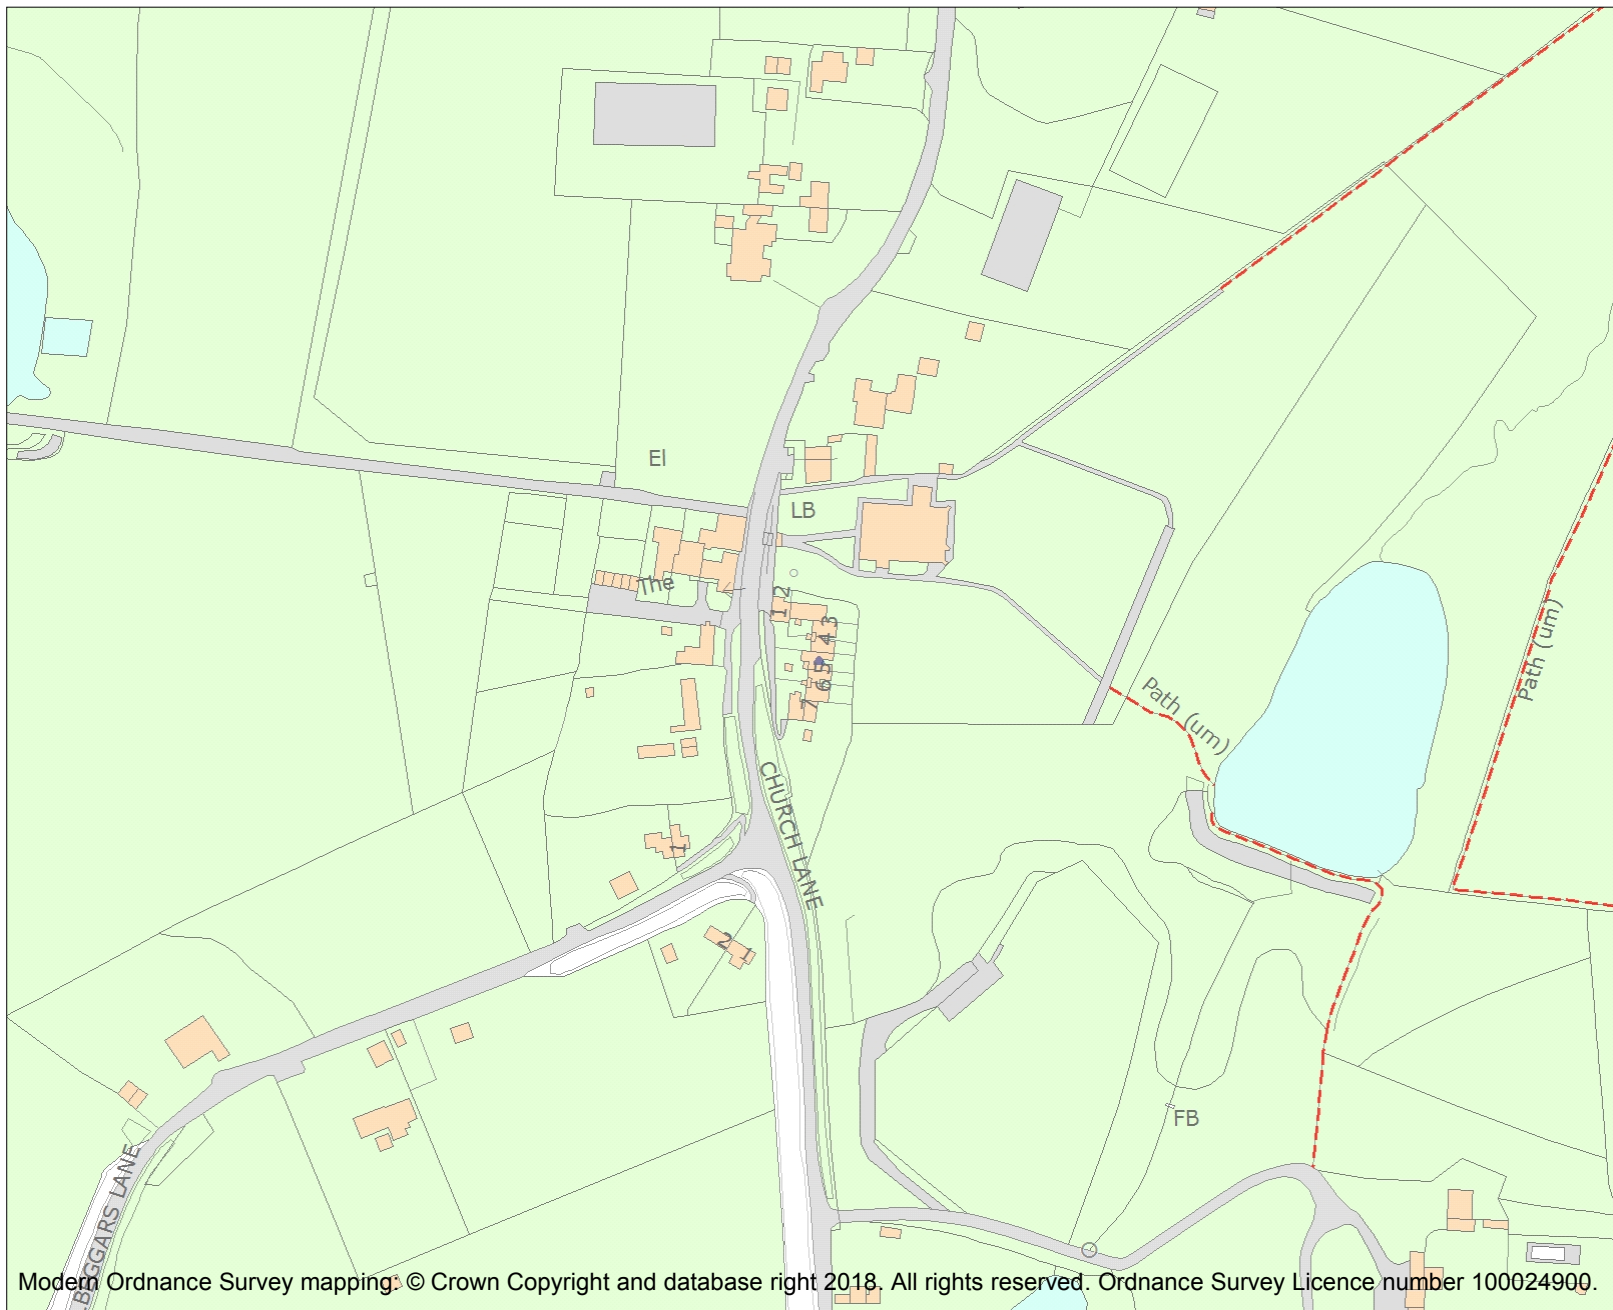 El
LB
The
1 2
3
4
5
6
7
Path (um)
Path (um)
CHURCH LANE
1
2 1
FB
BEGGARS LANE
Modern Ordnance Survey mapping: © Crown Copyright and database right 2018. All rights reserved. Ordnance Survey Licence number 100024900.